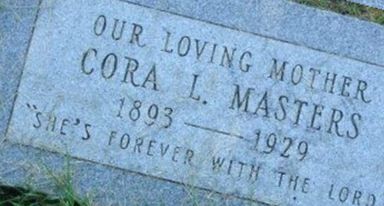 OUR LOVING MOTHER
CORA L. MASTERS
1893 — 1929
"SHE'S FOREVER WITH THE LORD